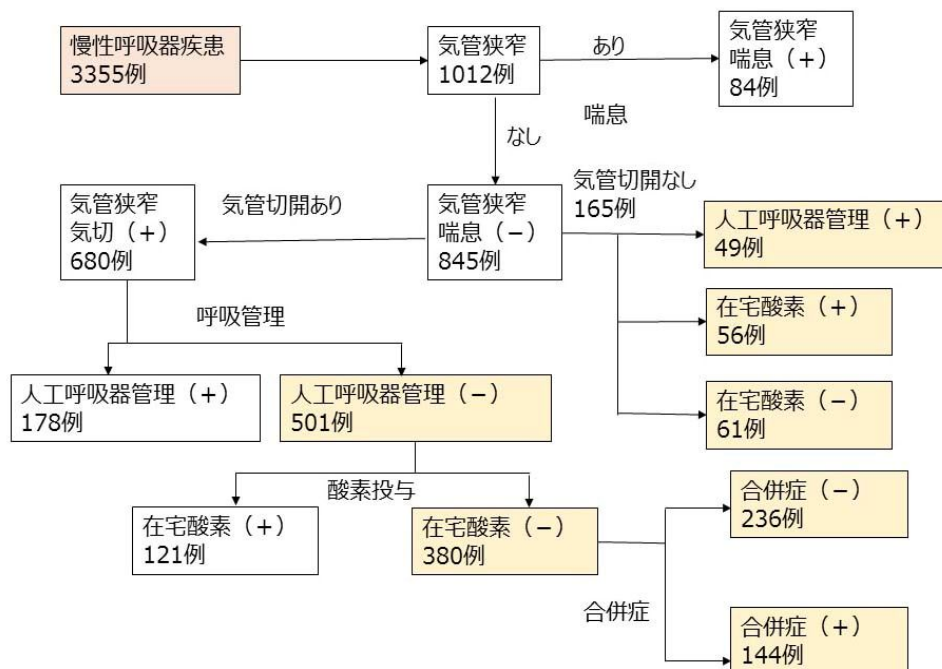 慢性呼吸器疾患
3355例
気管狭窄
1012例
あり
気管狭窄
喘息（+）
84例
喘息
なし
気管狭窄
気切（+）
680例
気管切開あり
気管狭窄
喘息（−）
845例
気管切開なし
165例
人工呼吸器管理（+）
49例
在宅酸素（+）
56例
在宅酸素（−）
61例
呼吸管理
人工呼吸器管理（+）
178例
人工呼吸器管理（−）
501例
酸素投与
在宅酸素（+）
121例
在宅酸素（−）
380例
合併症（−）
236例
合併症
合併症（+）
144例